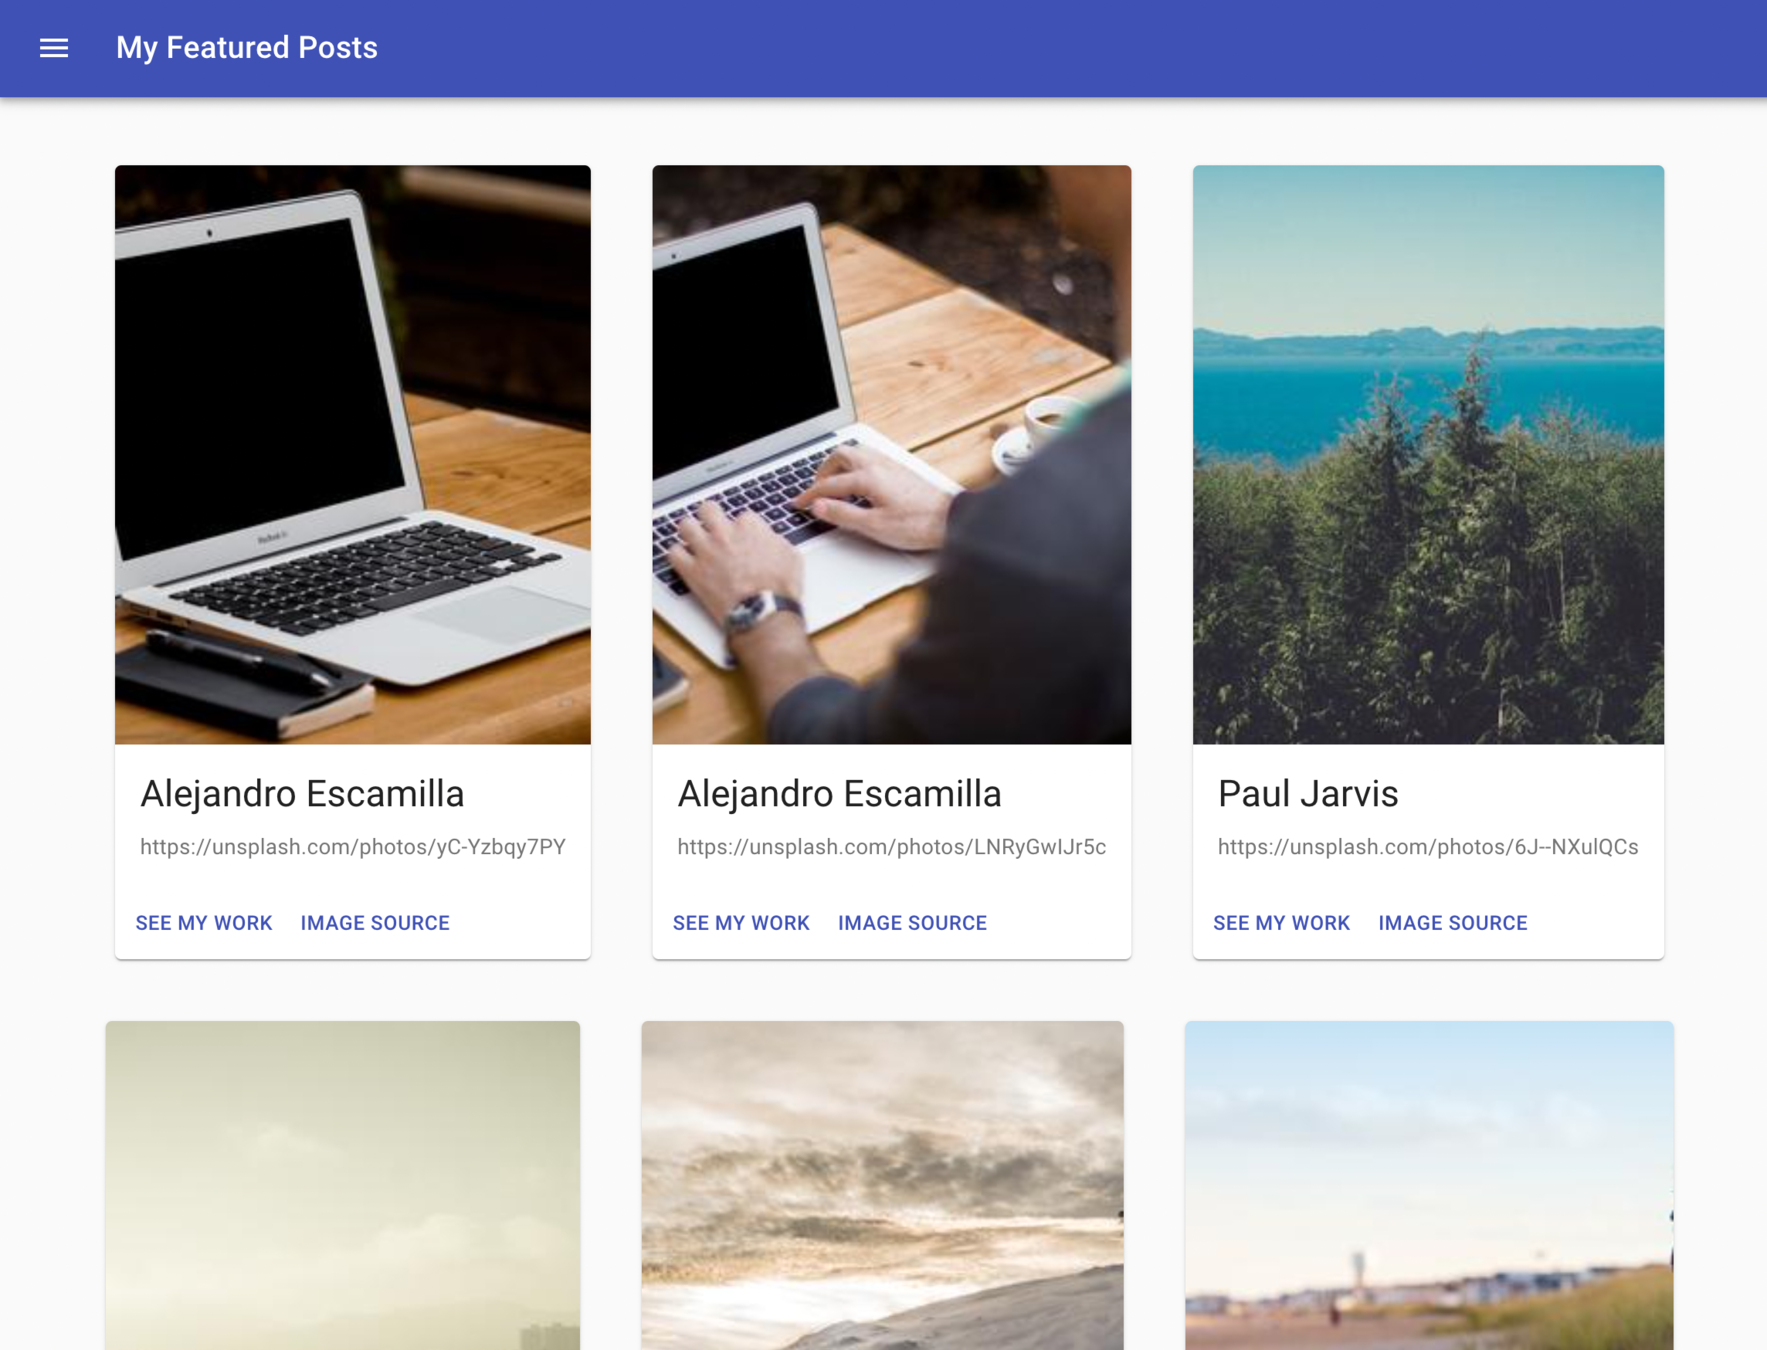 My Featured Posts
Alejandro Escamilla
https://unsplash.com/photos/yC-Yzbqy7PY
SEE MY WORK IMAGE SOURCE
Alejandro Escamilla
https://unsplash.com/photos/LNRyGwIJr5c
SEE MY WORK IMAGE SOURCE
Paul Jarvis
https://unsplash.com/photos/6J--NXulQCs
SEE MY WORK IMAGE SOURCE